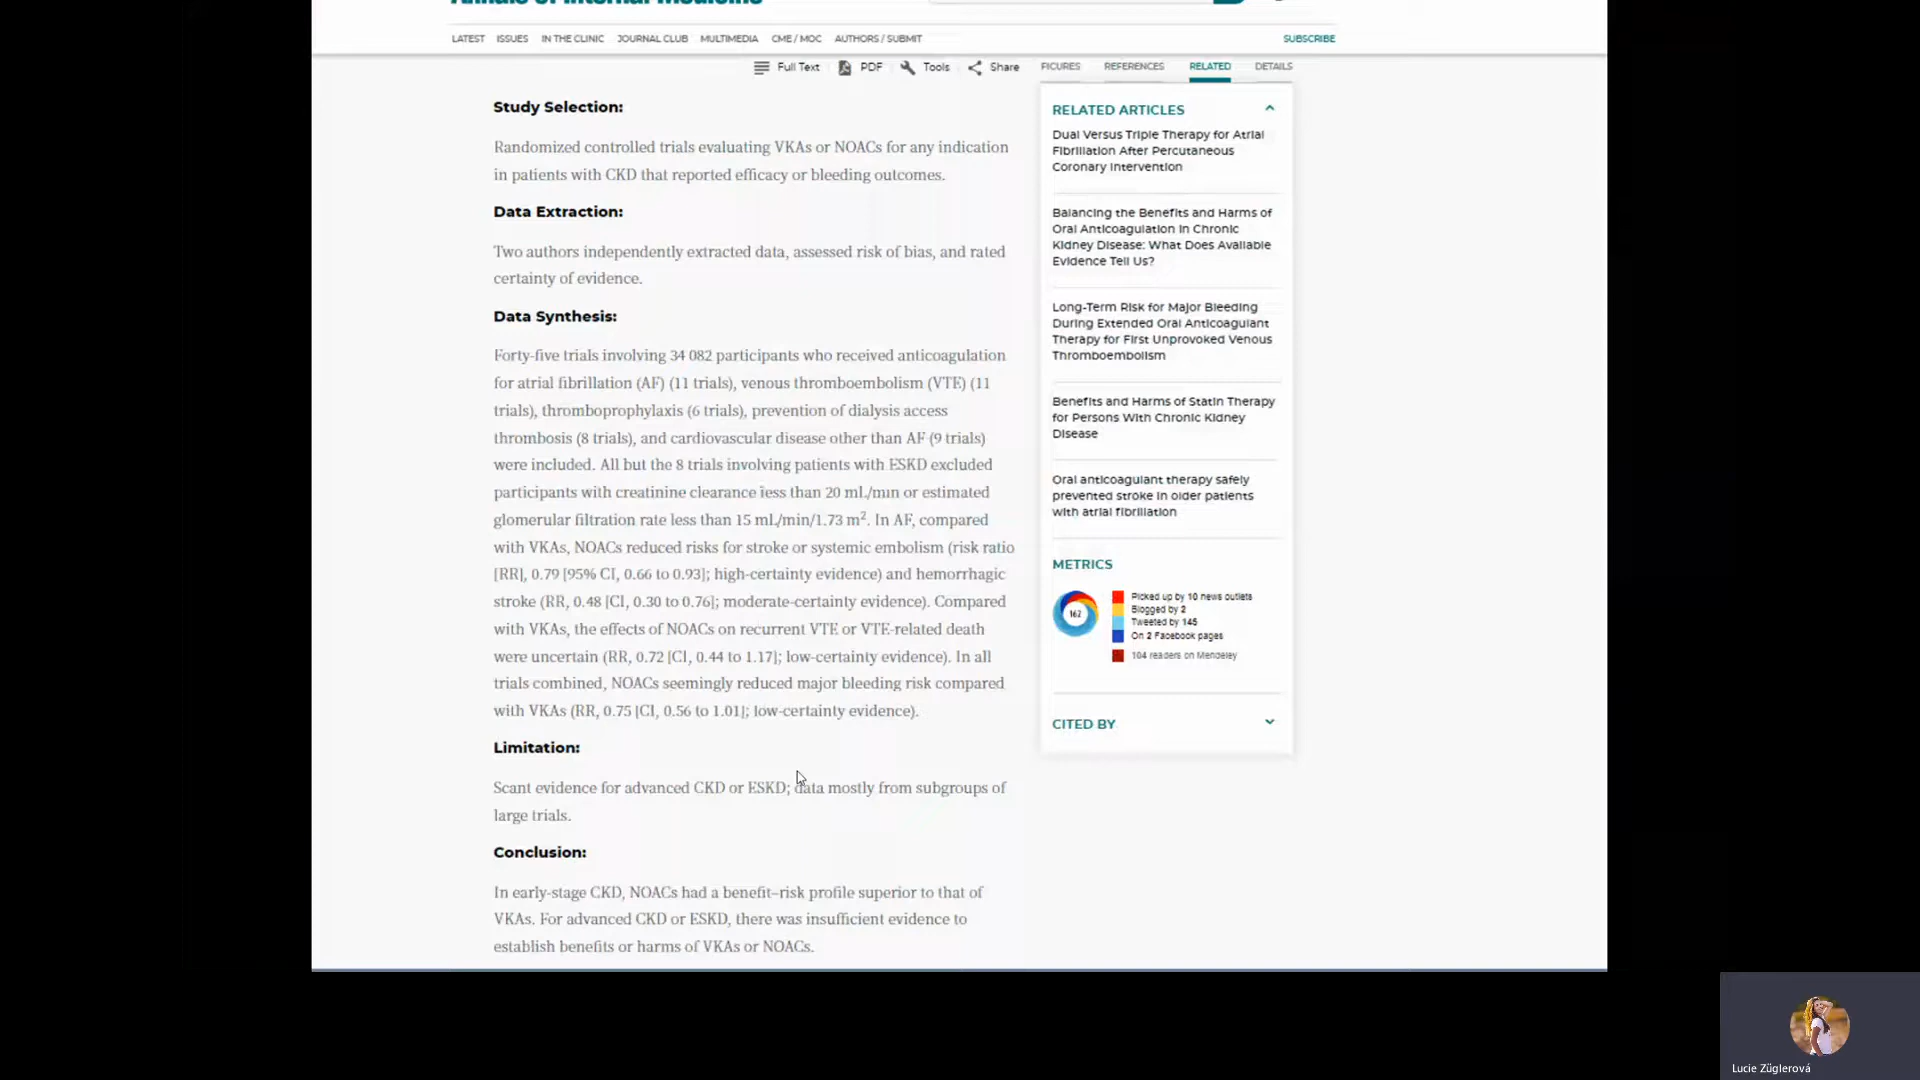 Annals of Internal Medicine
LATEST ISSUES IN THE CLINIC JOURNAL CLUB MULTIMEDIA CME / MOC AUTHORS / SUBMIT SUBSCRIBE
Full Text PDF Tools Share
Study Selection:
Randomized controlled trials evaluating VKAs or NOACs for any indication
in patients with CKD that reported efficacy or bleeding outcomes.
Data Extraction:
Two authors independently extracted data, assessed risk of bias, and rated
certainty of evidence.
Data Synthesis:
Forty-five trials involving 34 082 participants who received anticoagulation
for atrial fibrillation (AF) (11 trials), venous thromboembolism (VTE) (11
trials), thromboprophylaxis (6 trials), prevention of dialysis access
thrombosis (8 trials), and cardiovascular disease other than AF (9 trials)
were included. All but the 8 trials involving patients with ESKD excluded
participants with creatinine clearance less than 20 mL/min or estimated
glomerular filtration rate less than 15 mL/min/1.73 m². In AF, compared
with VKAs, NOACs reduced risks for stroke or systemic embolism (risk ratio
[RR], 0.79 [95% CI, 0.66 to 0.93]; high-certainty evidence) and hemorrhagic
stroke (RR, 0.48 [CI, 0.30 to 0.76]; moderate-certainty evidence). Compared
with VKAs, the effects of NOACs on recurrent VTE or VTE-related death
were uncertain (RR, 0.72 [CI, 0.44 to 1.17]; low-certainty evidence). In all
trials combined, NOACs seemingly reduced major bleeding risk compared
with VKAs (RR, 0.75 [CI, 0.56 to 1.01]; low-certainty evidence).
Limitation:
Scant evidence for advanced CKD or ESKD; data mostly from subgroups of
large trials.
Conclusion:
In early-stage CKD, NOACs had a benefit–risk profile superior to that of
VKAs. For advanced CKD or ESKD, there was insufficient evidence to
establish benefits or harms of VKAs or NOACs.
FIGURES REFERENCES RELATED DETAILS
RELATED ARTICLES
Dual Versus Triple Therapy for Atrial
Fibrillation After Percutaneous
Coronary Intervention
Balancing the Benefits and Harms of
Oral Anticoagulation in Chronic
Kidney Disease: What Does Available
Evidence Tell Us?
Long-Term Risk for Major Bleeding
During Extended Oral Anticoagulant
Therapy for First Unprovoked Venous
Thromboembolism
Benefits and Harms of Statin Therapy
for Persons With Chronic Kidney
Disease
Oral anticoagulant therapy safely
prevented stroke in older patients
with atrial fibrillation
METRICS
162
Picked up by 10 news outlets
Blogged by 2
Tweeted by 145
On 2 Facebook pages
104 readers on Mendeley
CITED BY
Lucie Züglerová